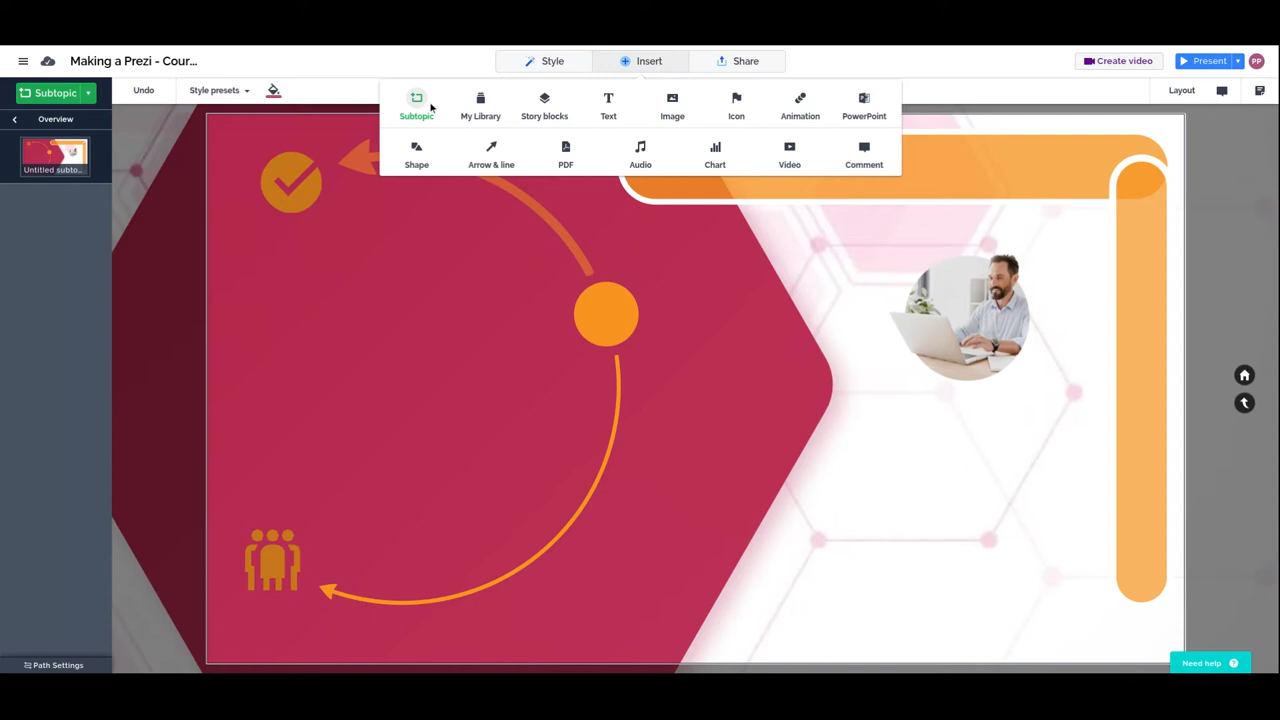 Making a Prezi - Cour...
Style
Insert
Share
Create video
Present
PP
Subtopic
Undo
Style presets
Layout
Overview
Untitled subto...
Subtopic
My Library
Story blocks
Text
Image
Icon
Animation
PowerPoint
Shape
Arrow & line
PDF
Audio
Chart
Video
Comment
Path Settings
Need help ?